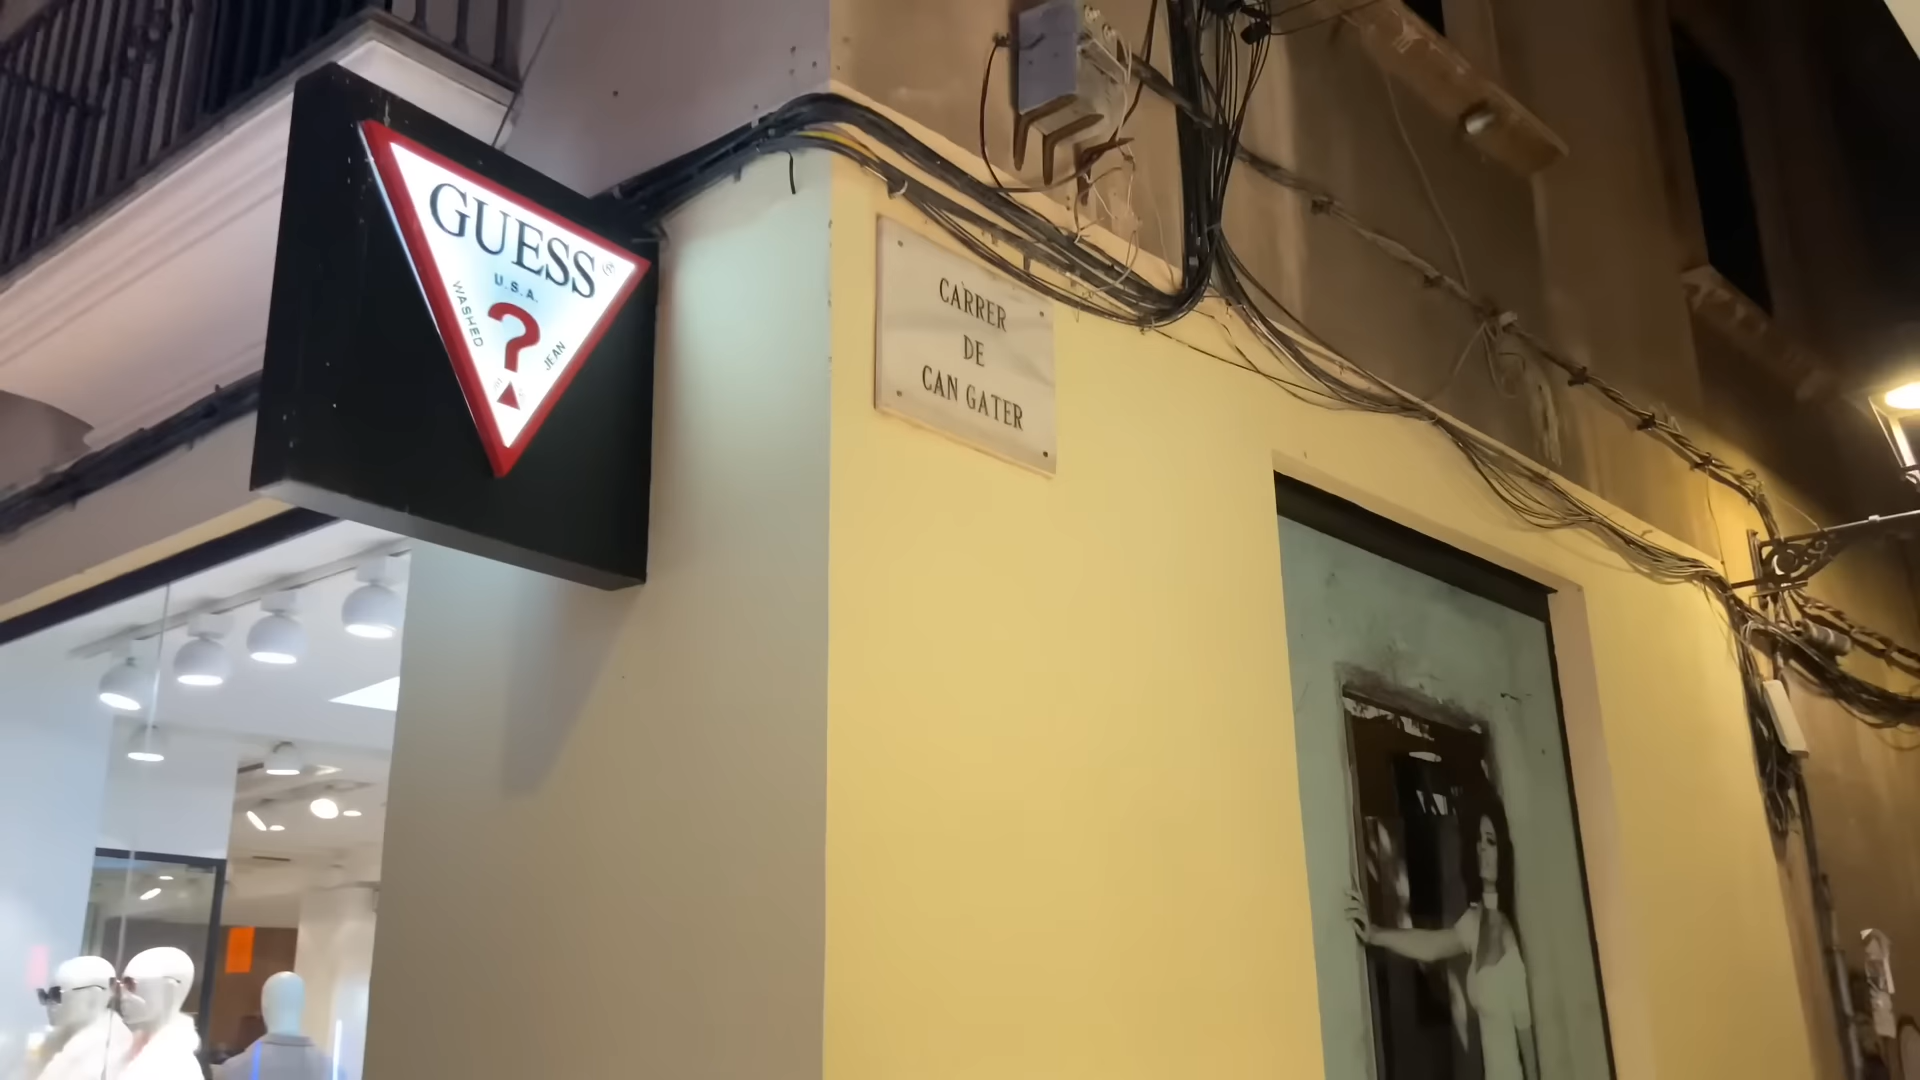 GUESS®
U.S.A.
WASHED
JEAN
?
CARRER
DE
CAN GATER